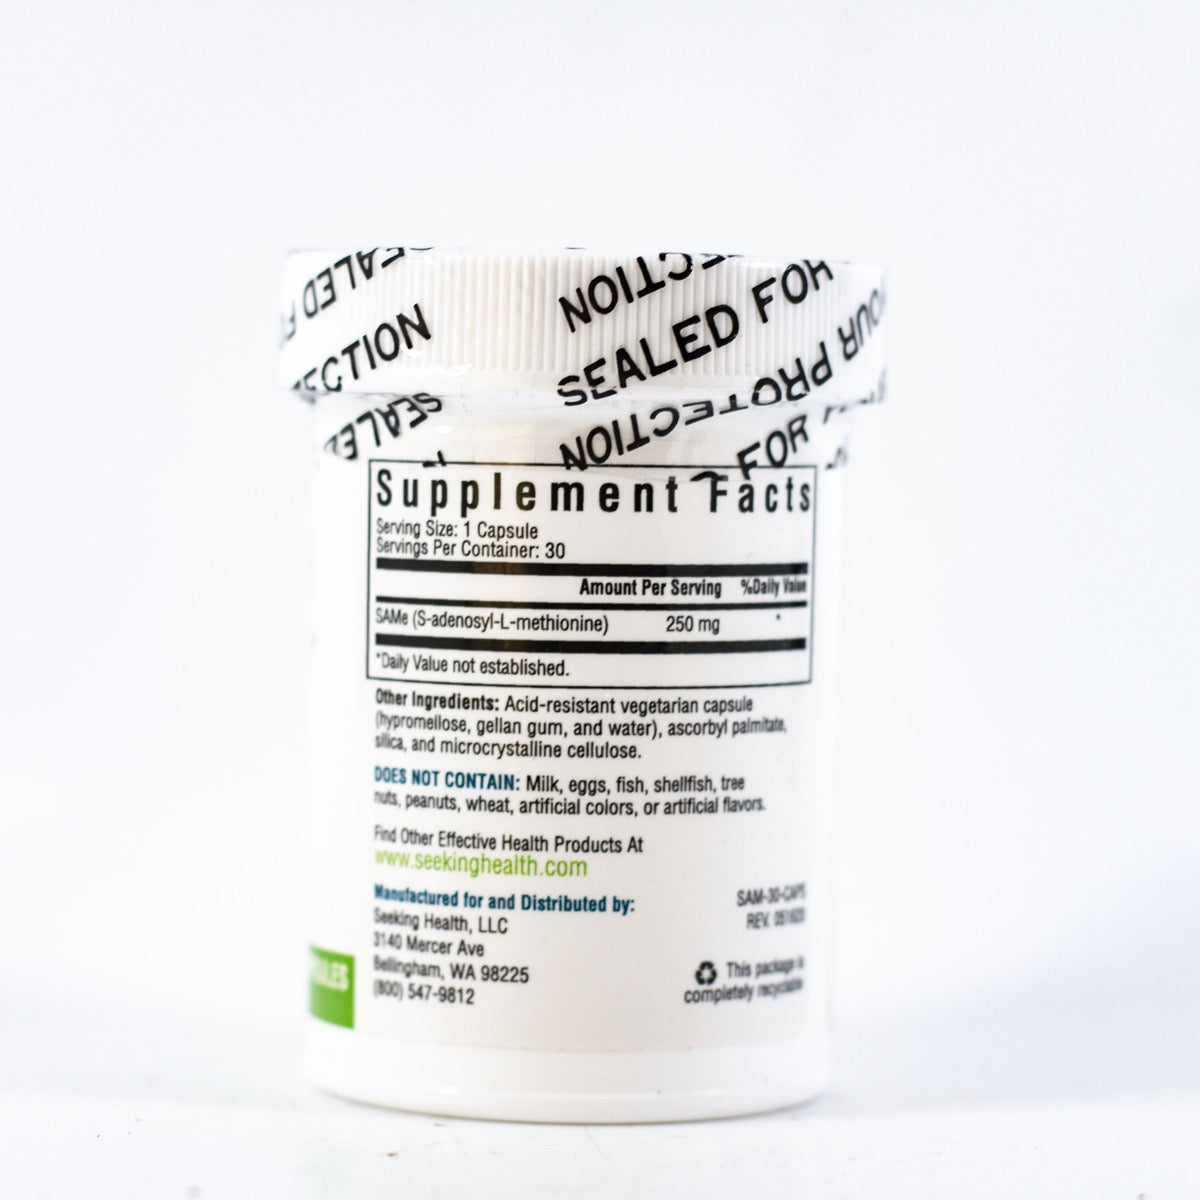 SEALED F
ECTION
SEALED
ECTION
SEALED FOR
YOUR PROTECTION
FOR
Supplement Facts
Serving Size: 1 Capsule
Servings Per Container: 30
Amount Per Serving %Daily Value
SAMe (S-adenosyl-L-methionine) 250 mg *
*Daily Value not established.
Other Ingredients: Acid-resistant vegetarian capsule
(hypromellose, gellan gum, and water), ascorbyl palmitate,
silica, and microcrystalline cellulose.
DOES NOT CONTAIN: Milk, eggs, fish, shellfish, tree
nuts, peanuts, wheat, artificial colors, or artificial flavors.
Find Other Effective Health Products At
www.seekinghealth.com
Manufactured for and Distributed by:
Seeking Health, LLC
3140 Mercer Ave
Bellingham, WA 98225
(800) 547-9812
SAM-30-CAPS
REV.
This package is
completely recyclable